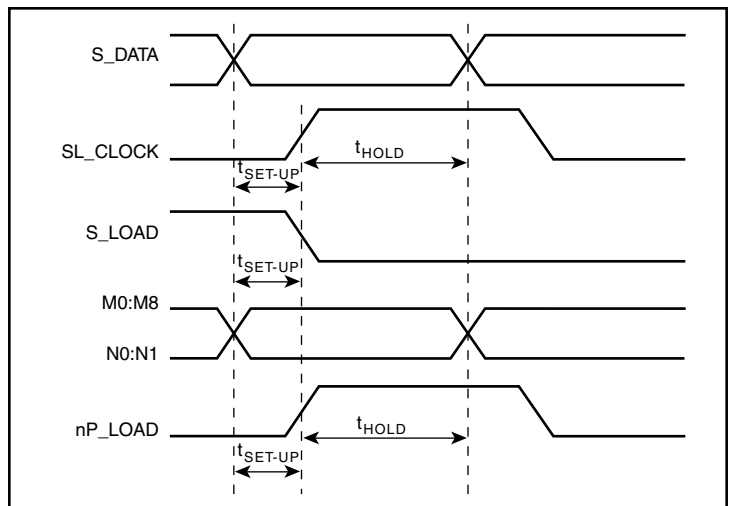 S_DATA
SL_CLOCK
tHOLD
tSET-UP
S_LOAD
tSET-UP
M0:M8
N0:N1
nP_LOAD
tHOLD
tSET-UP